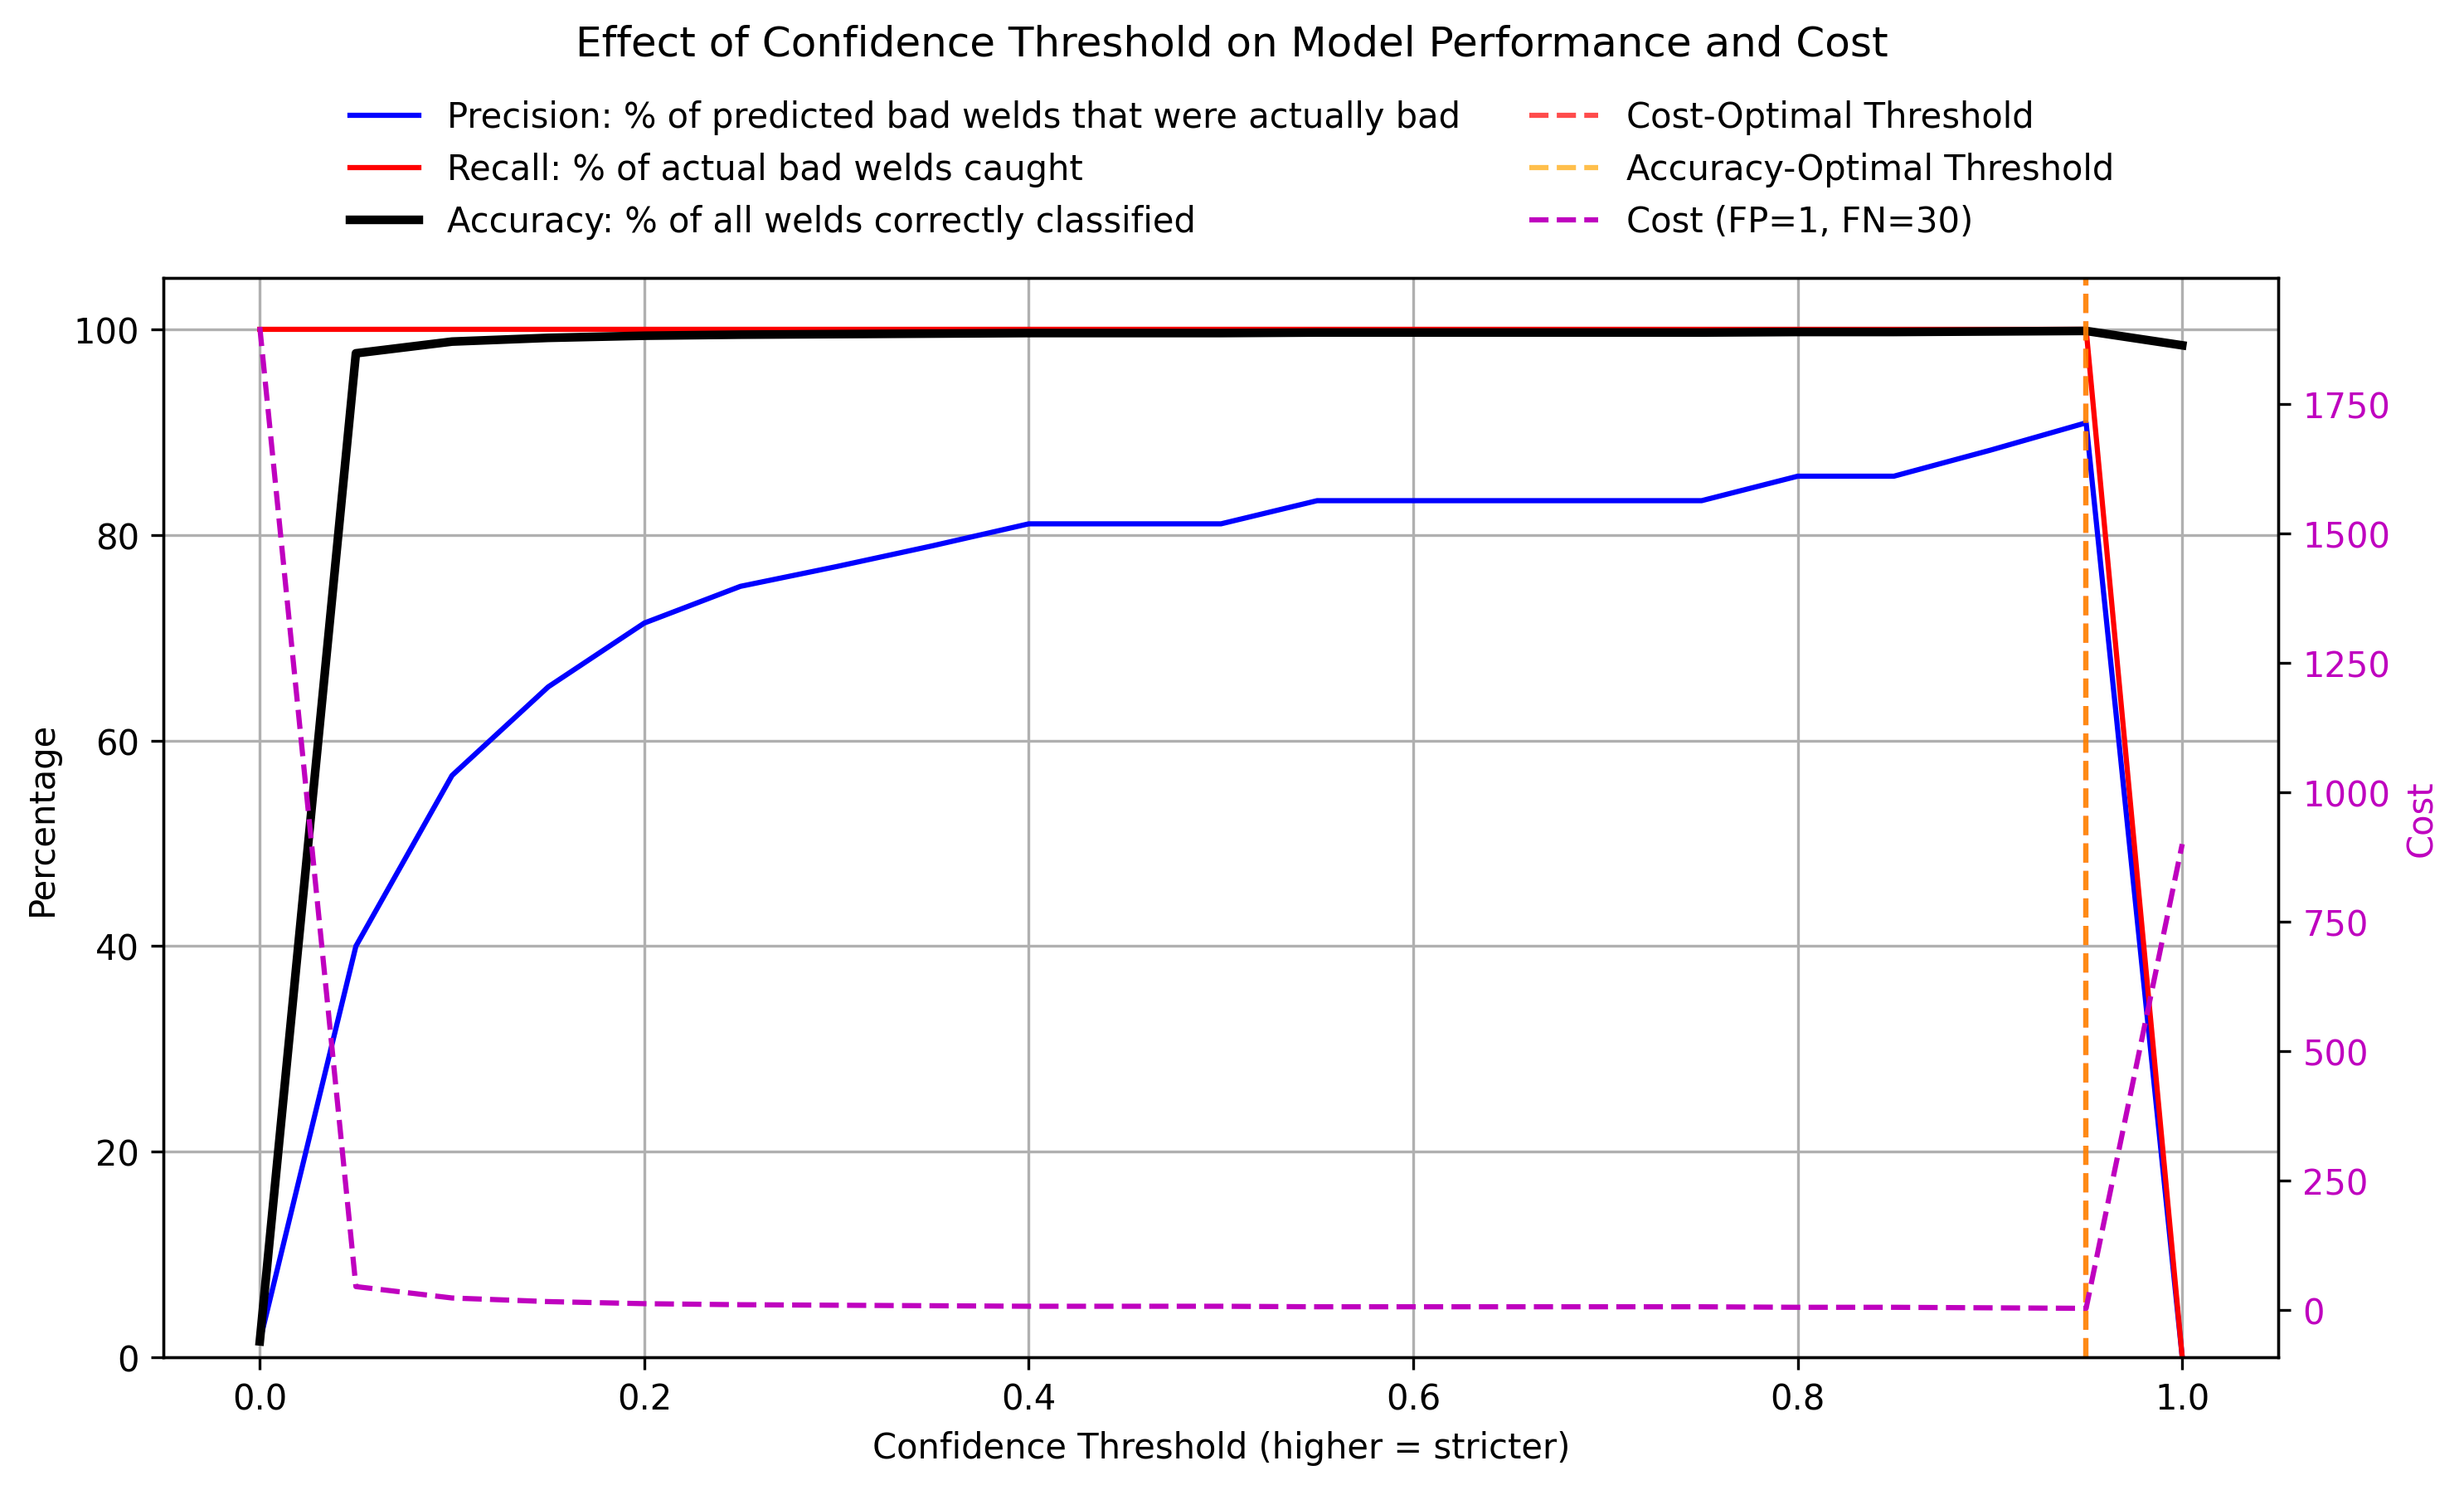 Effect of Confidence Threshold on Model Performance and Cost
Precision: % of predicted bad welds that were actually bad
Recall: % of actual bad welds caught
Accuracy: % of all welds correctly classified
Cost-Optimal Threshold
Accuracy-Optimal Threshold
Cost (FP=1, FN=30)
Percentage
100
80
60
40
20
0
1750
1500
1250
1000
750
500
250
0
Cost
0.0 0.2 0.4 0.6 0.8 1.0
Confidence Threshold (higher = stricter)